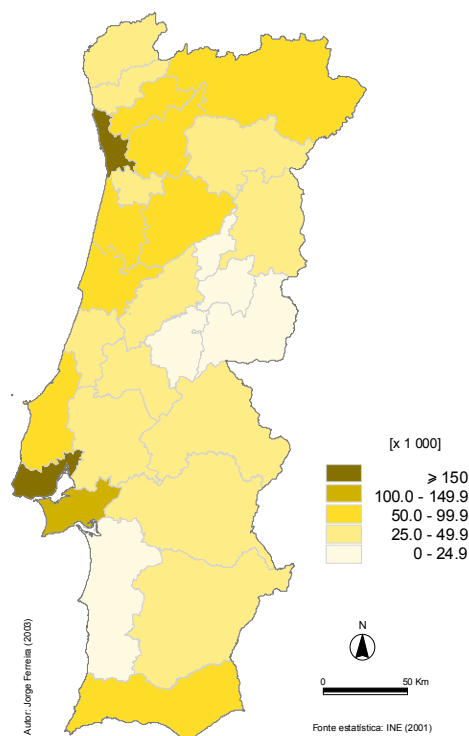 [x 1 000]
⩾ 150
100.0 - 149.9
50.0 - 99.9
25.0 - 49.9
0 - 24.9
N
0 50 Km
Autor: Jorge Ferreira (2003)
Fonte estatística: INE (2001)